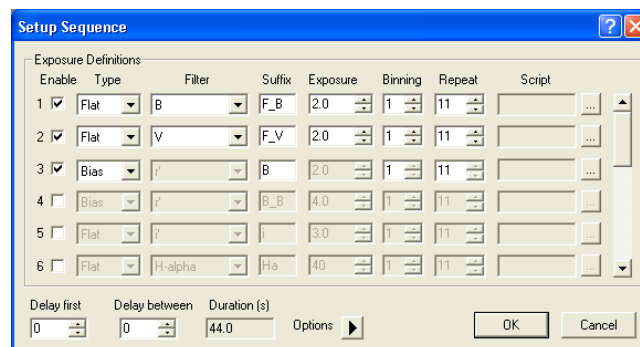 Setup Sequence
Exposure Definitions
Enable Type Filter Suffix Exposure Binning Repeat Script
1 Flat B F_B 2.0 1 11 ...
2 Flat V F_V 2.0 1 11 ...
3 Bias r' B 2.0 1 11 ...
4 Bias r' B_B 4.0 1 11 ...
5 Flat i' i 3.0 1 11 ...
6 Flat H-alpha Ha 40 1 11 ...
Delay first Delay between Duration (s)
0 0 44.0 Options OK Cancel